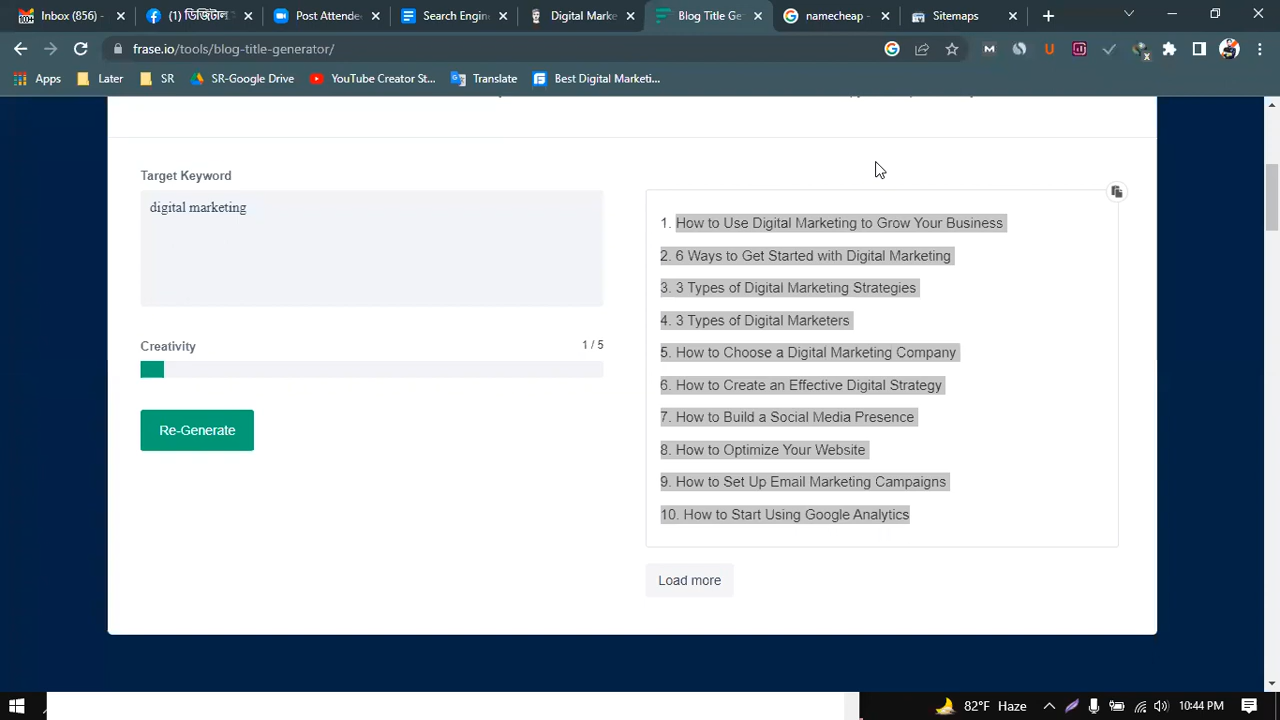 Inbox (856) -
(1) ডিজিটাল
Post Attende
Search Engin
Digital Marke
Blog Title Ge
namecheap -
Sitemaps
frase.io/tools/blog-title-generator/
Apps
Later
SR
SR-Google Drive
YouTube Creator St...
Translate
Best Digital Marketi...
Target Keyword
digital marketing
1. How to Use Digital Marketing to Grow Your Business
2. 6 Ways to Get Started with Digital Marketing
3. 3 Types of Digital Marketing Strategies
4. 3 Types of Digital Marketers
5. How to Choose a Digital Marketing Company
6. How to Create an Effective Digital Strategy
7. How to Build a Social Media Presence
8. How to Optimize Your Website
9. How to Set Up Email Marketing Campaigns
10. How to Start Using Google Analytics
Creativity
1 / 5
Re-Generate
Load more
82°F Haze
10:44 PM